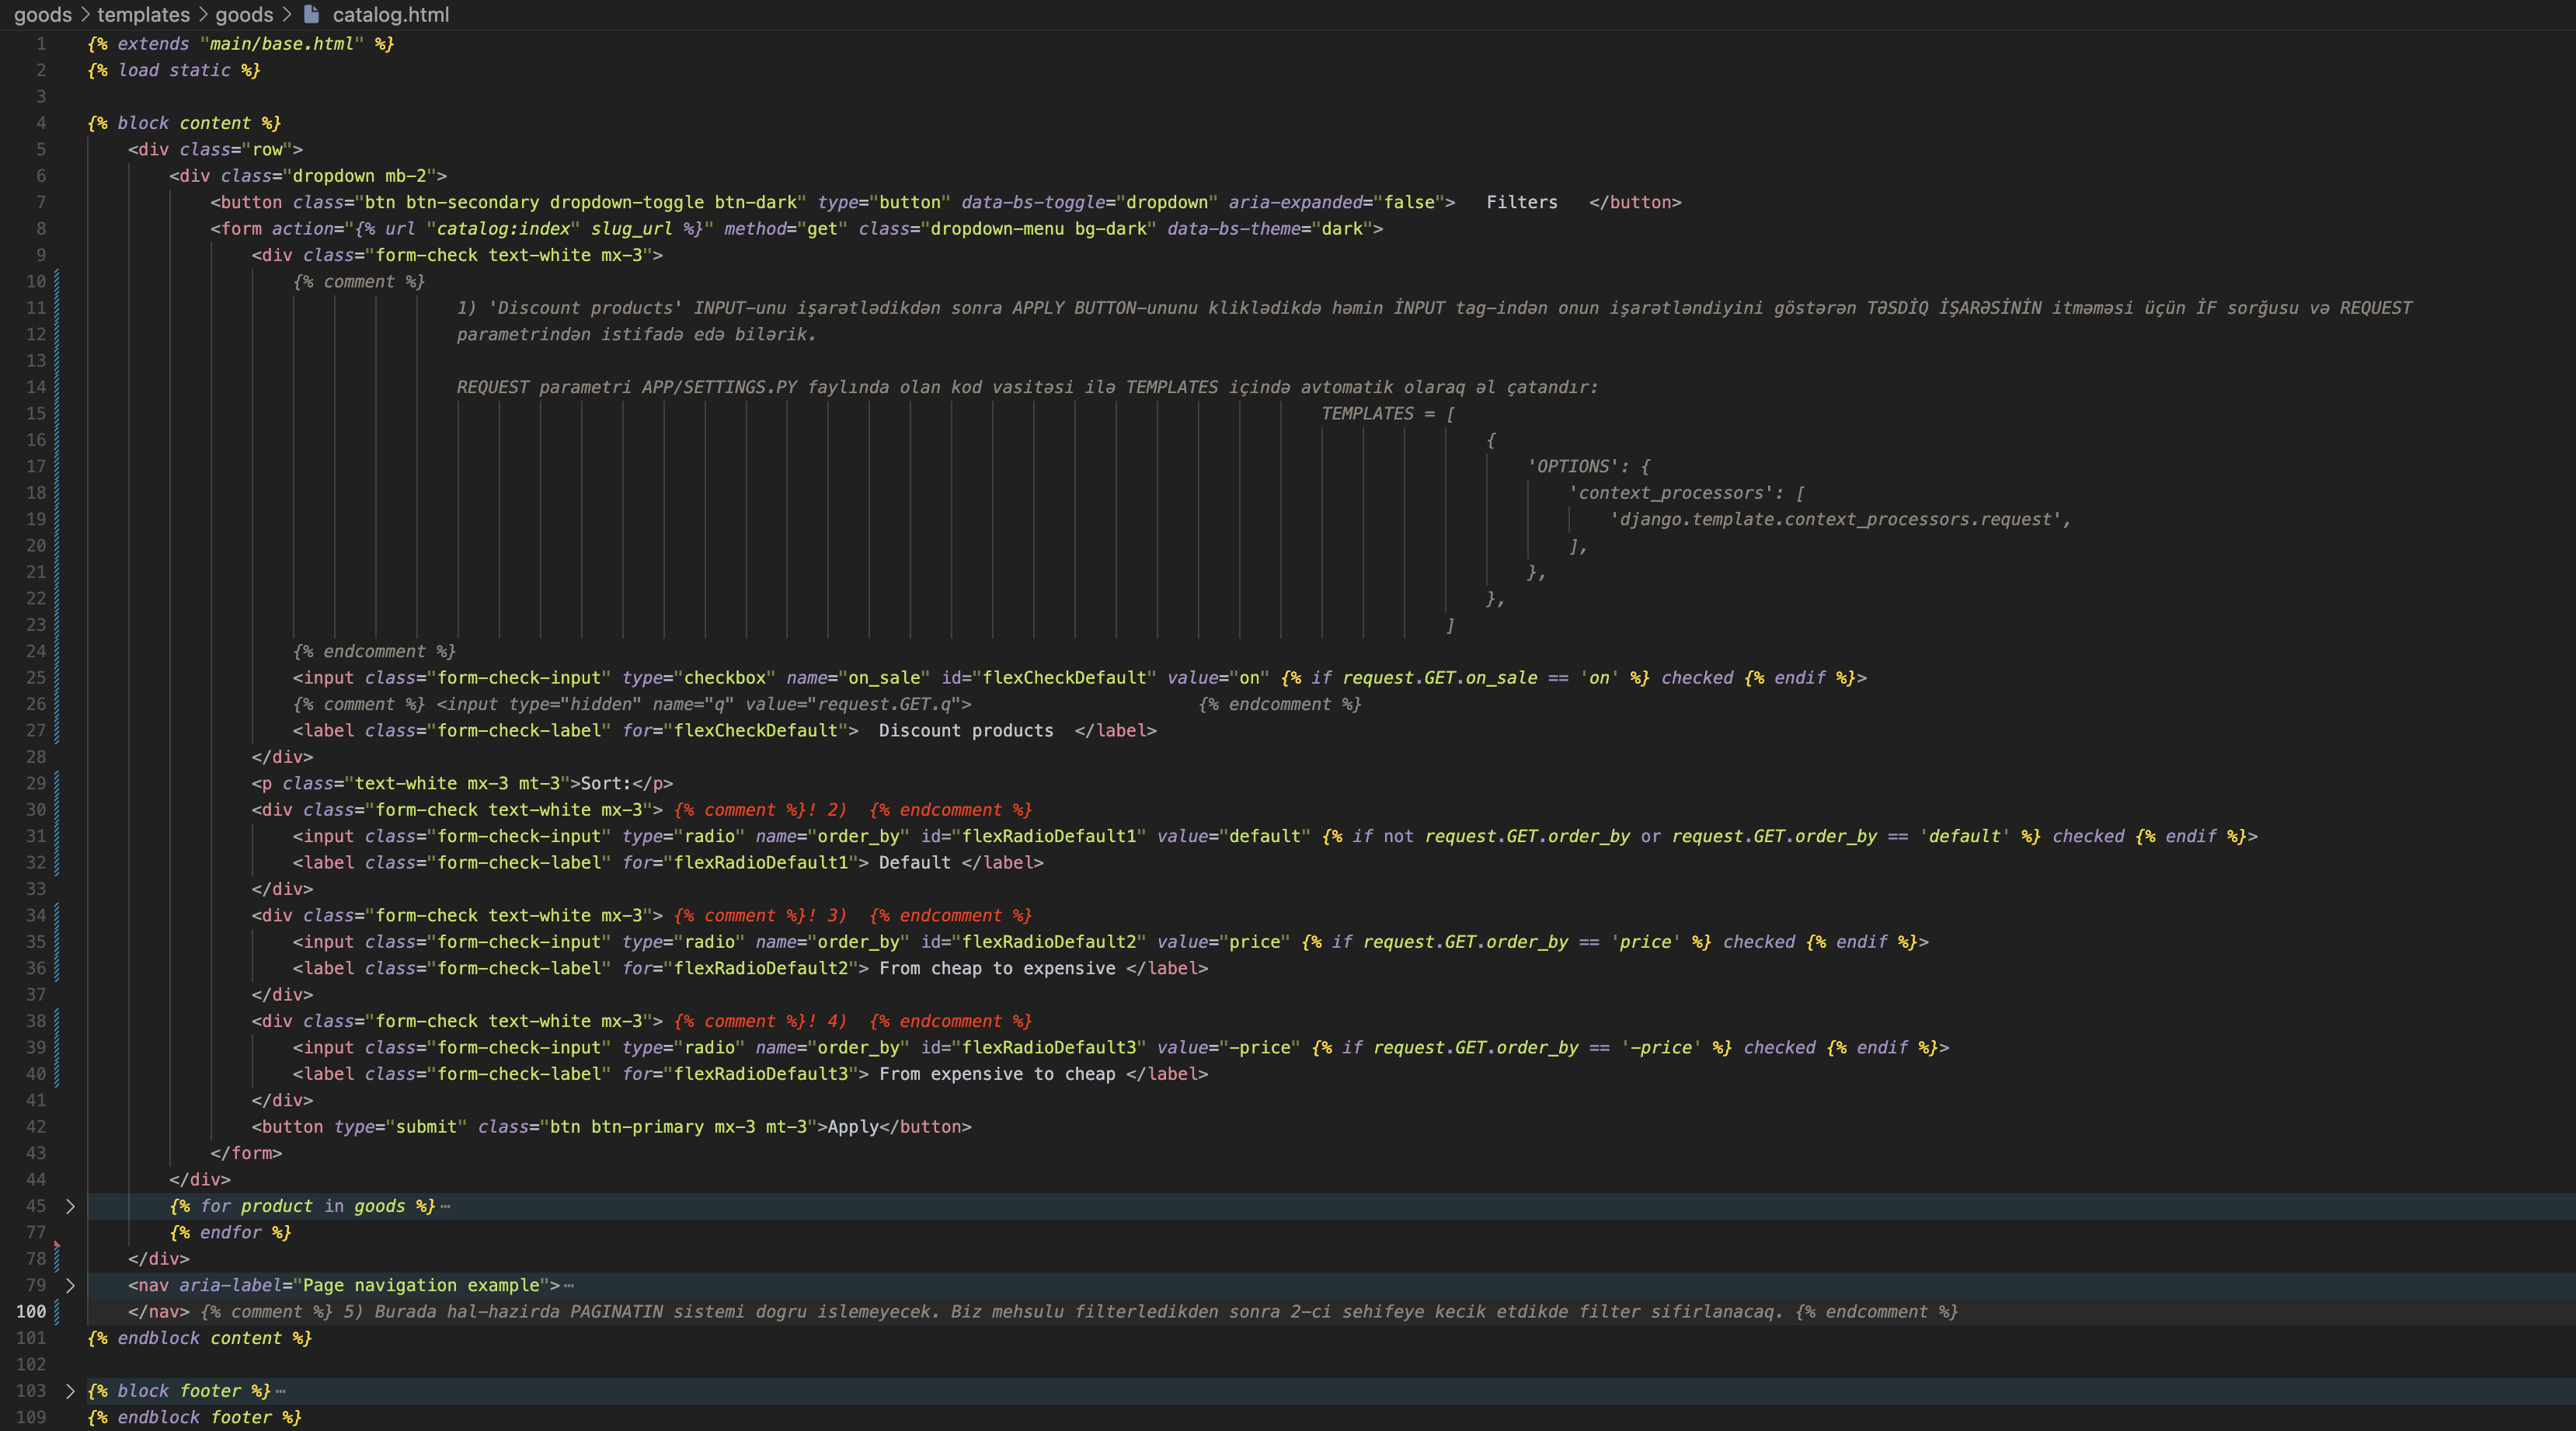 goods > templates > goods > catalog.html
1 {% extends "main/base.html" %}
2 {% load static %}
3
4 {% block content %}
5 <div class="row">
6 <div class="dropdown mb-2">
7 <button class="btn btn-secondary dropdown-toggle btn-dark" type="button" data-bs-toggle="dropdown" aria-expanded="false">   Filters   </button>
8 <form action="{% url "catalog:index" slug_url %}" method="get" class="dropdown-menu bg-dark" data-bs-theme="dark">
9 <div class="form-check text-white mx-3">
10 {% comment %}
11 1) 'Discount products' INPUT-unu işarətlədikdən sonra APPLY BUTTON-ununu kliklədikdə həmin İNPUT tag-indən onun işarətləndiyini göstərən TƏSDİQ İŞARƏSİNİN itməməsi üçün İF sorğusu və REQUEST
12 parametrindən istifadə edə bilərik.
13
14 REQUEST parametri APP/SETTINGS.PY faylında olan kod vasitəsi ilə TEMPLATES içində avtomatik olaraq əl çatandır:
15 TEMPLATES = [
16 {
17 'OPTIONS': {
18 'context_processors': [
19 'django.template.context_processors.request',
20 ],
21 },
22 },
23 ]
24 {% endcomment %}
25 <input class="form-check-input" type="checkbox" name="on_sale" id="flexCheckDefault" value="on" {% if request.GET.on_sale == 'on' %} checked {% endif %}>
26 {% comment %} <input type="hidden" name="q" value="request.GET.q"> {% endcomment %}
27 <label class="form-check-label" for="flexCheckDefault">  Discount products  </label>
28 </div>
29 <p class="text-white mx-3 mt-3">Sort:</p>
30 <div class="form-check text-white mx-3"> {% comment %}! 2)  {% endcomment %}
31 <input class="form-check-input" type="radio" name="order_by" id="flexRadioDefault1" value="default" {% if not request.GET.order_by or request.GET.order_by == 'default' %} checked {% endif %}>
32 <label class="form-check-label" for="flexRadioDefault1"> Default </label>
33 </div>
34 <div class="form-check text-white mx-3"> {% comment %}! 3)  {% endcomment %}
35 <input class="form-check-input" type="radio" name="order_by" id="flexRadioDefault2" value="price" {% if request.GET.order_by == 'price' %} checked {% endif %}>
36 <label class="form-check-label" for="flexRadioDefault2"> From cheap to expensive </label>
37 </div>
38 <div class="form-check text-white mx-3"> {% comment %}! 4)  {% endcomment %}
39 <input class="form-check-input" type="radio" name="order_by" id="flexRadioDefault3" value="-price" {% if request.GET.order_by == '-price' %} checked {% endif %}>
40 <label class="form-check-label" for="flexRadioDefault3"> From expensive to cheap </label>
41 </div>
42 <button type="submit" class="btn btn-primary mx-3 mt-3">Apply</button>
43 </form>
44 </div>
45 > {% for product in goods %} ⋯
77 {% endfor %}
78 </div>
79 > <nav aria-label="Page navigation example"> ⋯
100 </nav> {% comment %} 5) Burada hal-hazirda PAGINATIN sistemi dogru islemeyecek. Biz mehsulu filterledikden sonra 2-ci sehifeye kecik etdikde filter sifirlanacaq. {% endcomment %}
101 {% endblock content %}
102
103 > {% block footer %} ⋯
109 {% endblock footer %}